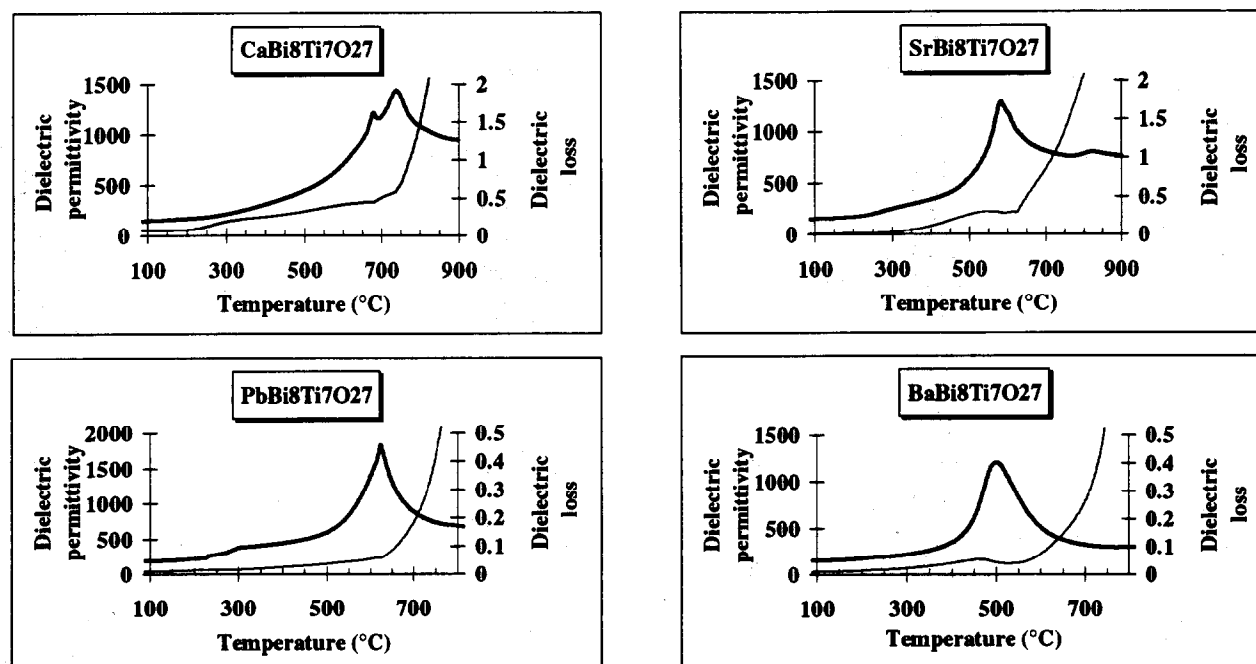 CaBi8Ti7O27
Dielectric
permittivity
1500
1000
500
0
2
1.5
1
0.5
0
Dielectric
loss
100 300 500 700 900
Temperature (°C)
SrBi8Ti7O27
Dielectric
permittivity
1500
1000
500
0
2
1.5
1
0.5
0
Dielectric
loss
100 300 500 700 900
Temperature (°C)
PbBi8Ti7O27
Dielectric
permittivity
2000
1500
1000
500
0
0.5
0.4
0.3
0.2
0.1
0
Dielectric
loss
100 300 500 700
Temperature (°C)
BaBi8Ti7O27
Dielectric
permittivity
1500
1000
500
0
0.5
0.4
0.3
0.2
0.1
0
Dielectric
loss
100 300 500 700
Temperature (°C)